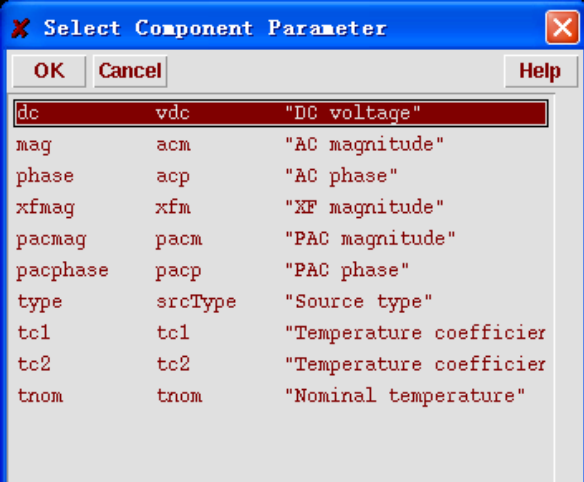 Select Component Parameter
OK Cancel Help
dc vdc "DC voltage"
mag acm "AC magnitude"
phase acp "AC phase"
xfmag xfm "XF magnitude"
pacmag pacm "PAC magnitude"
pacphase pacp "PAC phase"
type srcType "Source type"
tc1 tc1 "Temperature coefficier
tc2 tc2 "Temperature coefficier
tnom tnom "Nominal temperature"